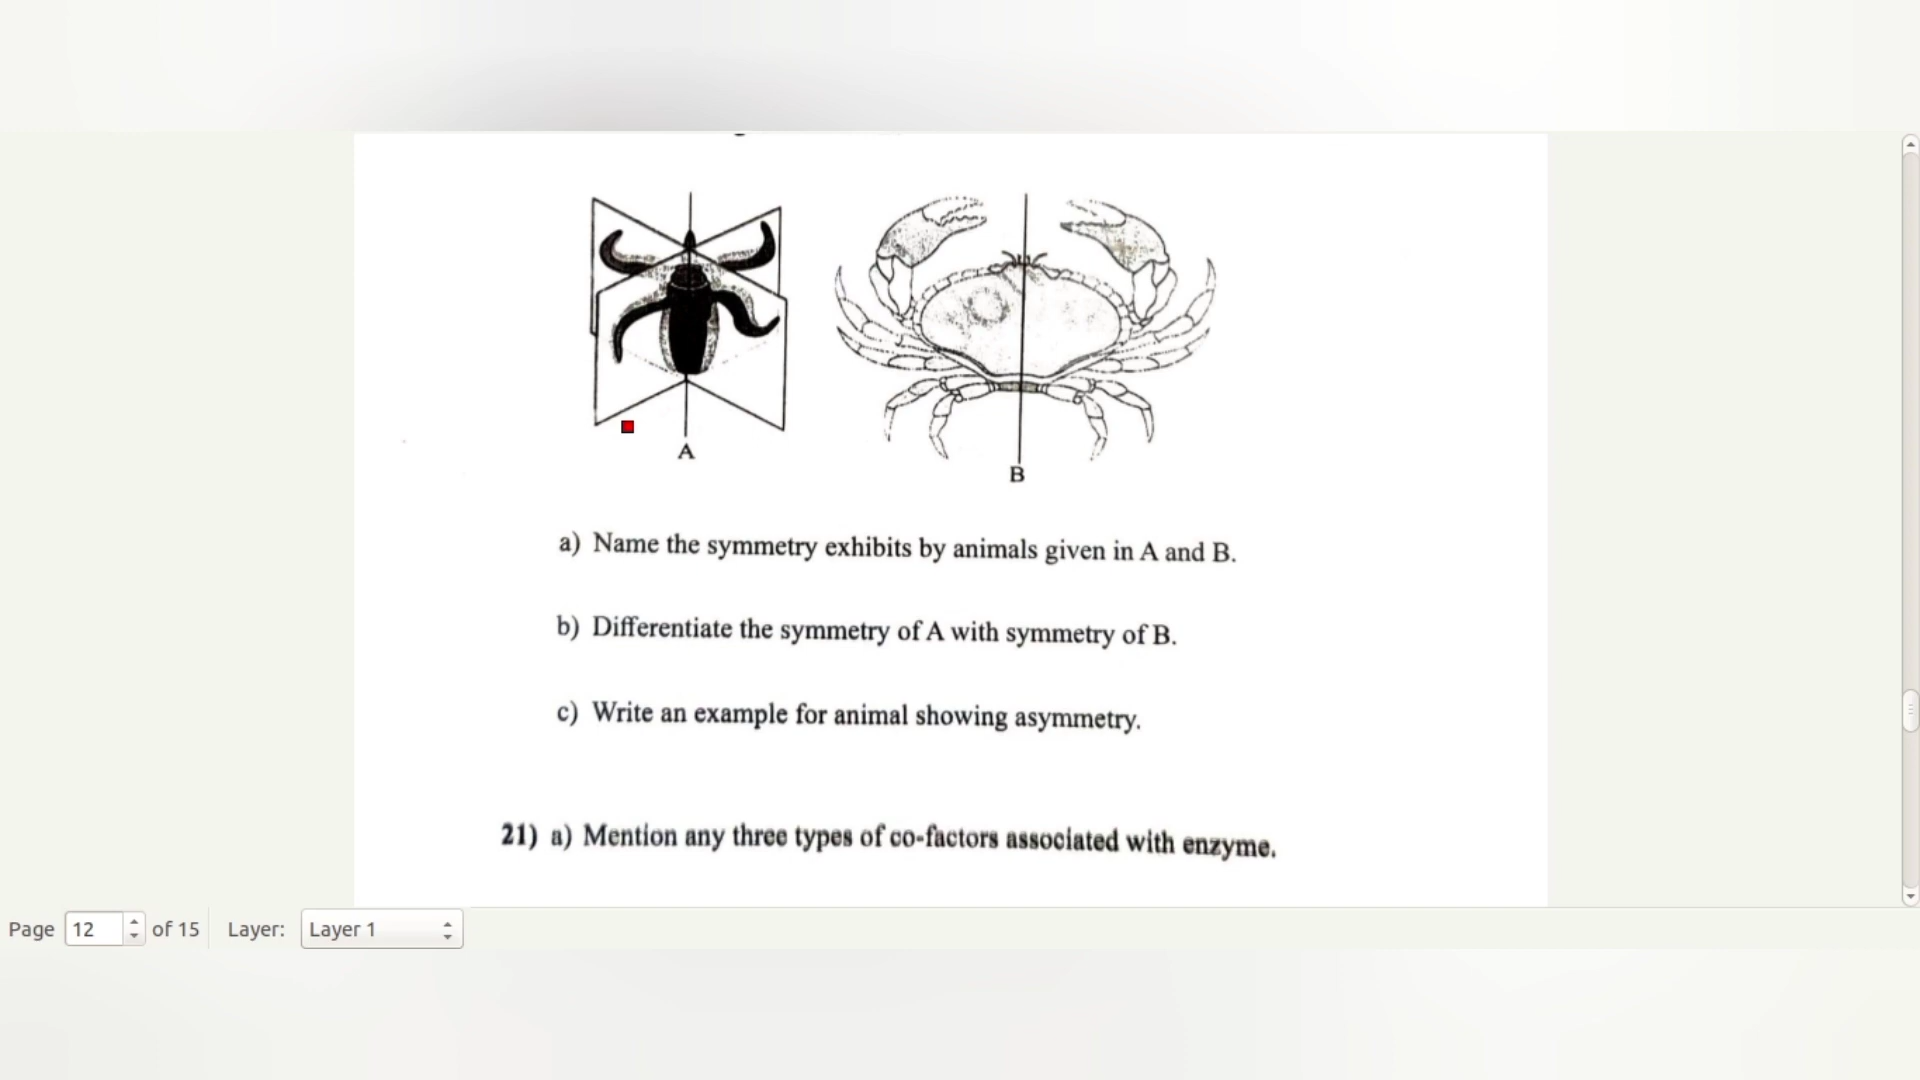 A
B
a) Name the symmetry exhibits by animals given in A and B.
b) Differentiate the symmetry of A with symmetry of B.
c) Write an example for animal showing asymmetry.
21) a) Mention any three types of co-factors associated with enzyme.
Page 12 of 15 Layer: Layer 1